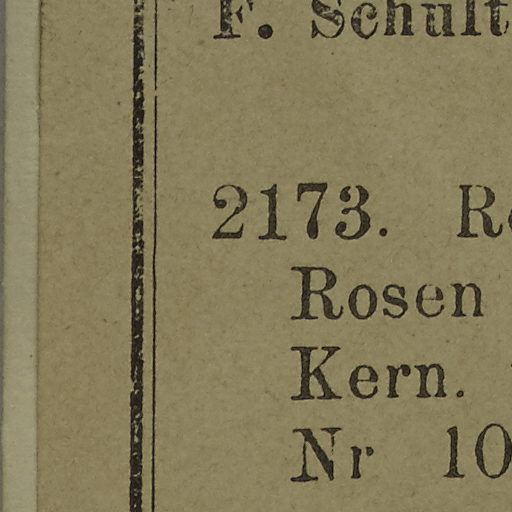 F. Schult
2173. R
Rosen
Kern.
Nr 10